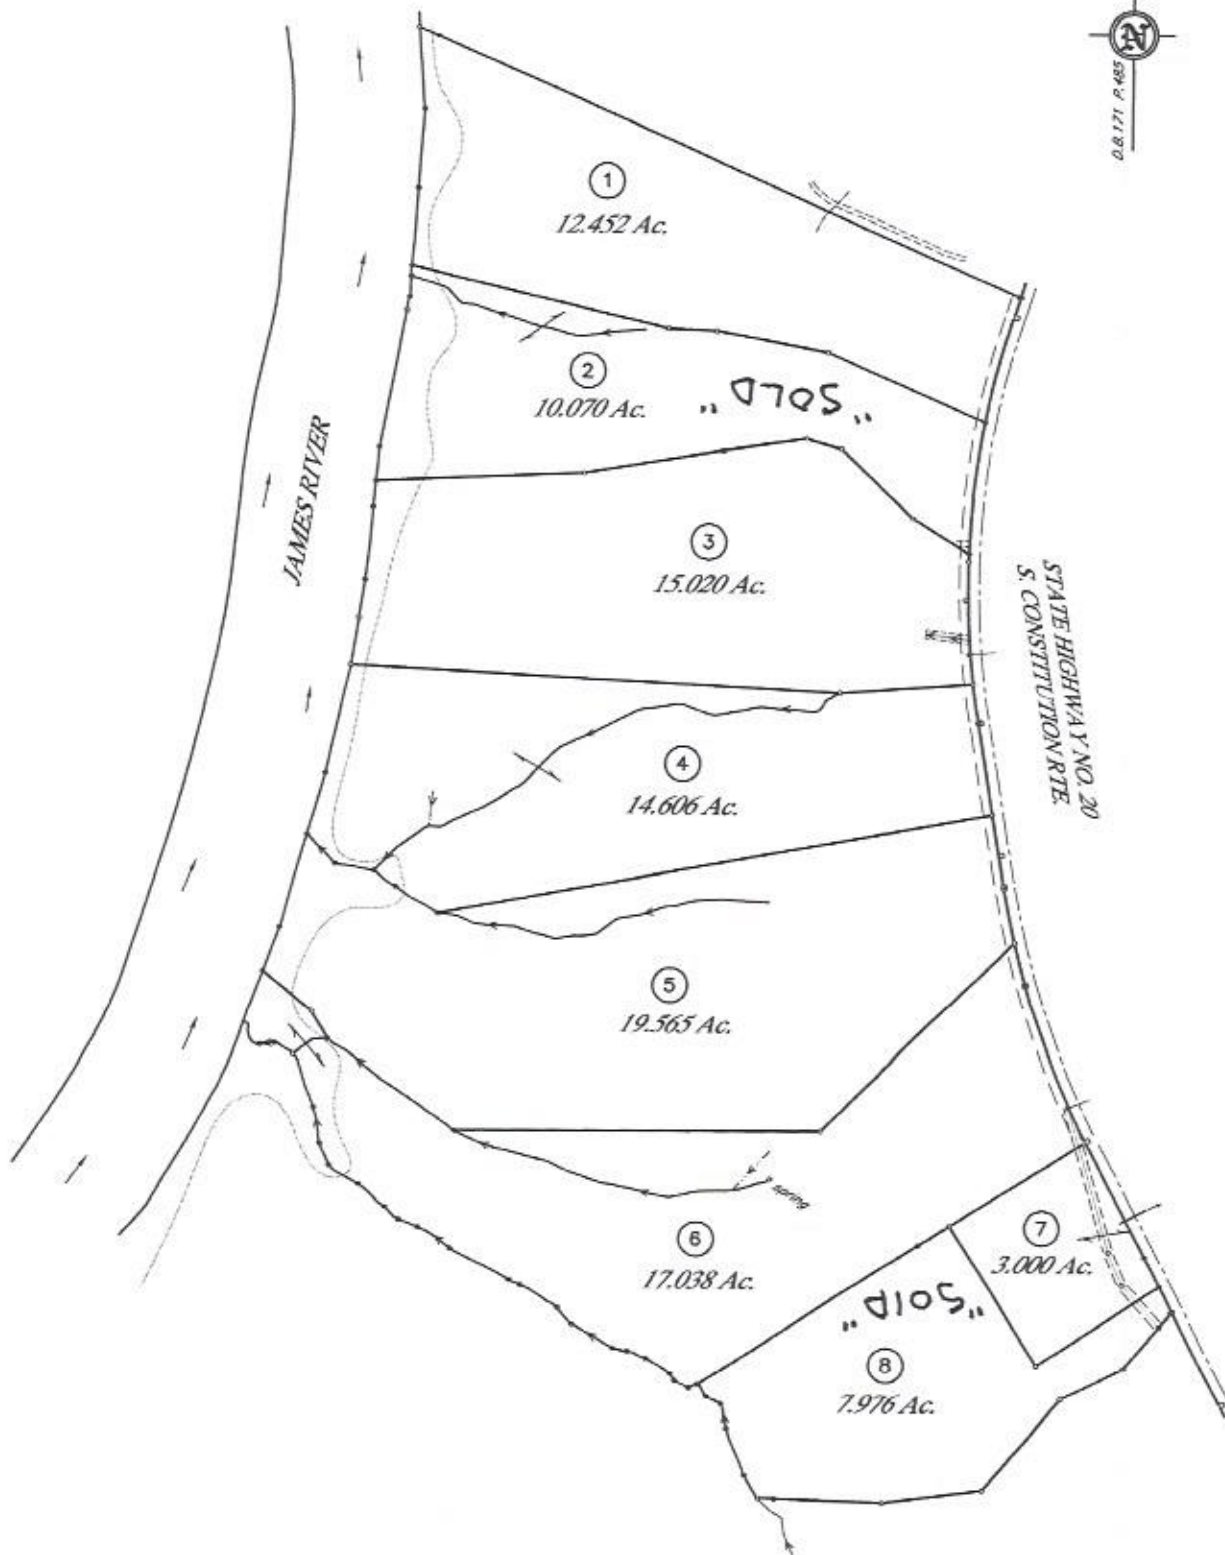 N
D.B.171 P.485
1
12.452 Ac.
2
10.070 Ac.
"SOLD"
JAMES RIVER
3
15.020 Ac.
STATE HIGHWAY NO. 20
S. CONSTITUTION RTE.
4
14.606 Ac.
5
19.565 Ac.
spring
6
17.038 Ac.
7
3.000 Ac.
"SOLD"
8
7.976 Ac.